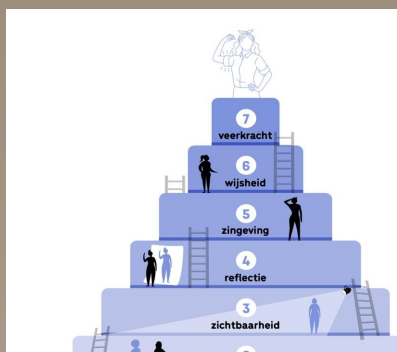 7
veerkracht
6
wijsheid
5
zingeving
4
reflectie
3
zichtbaarheid